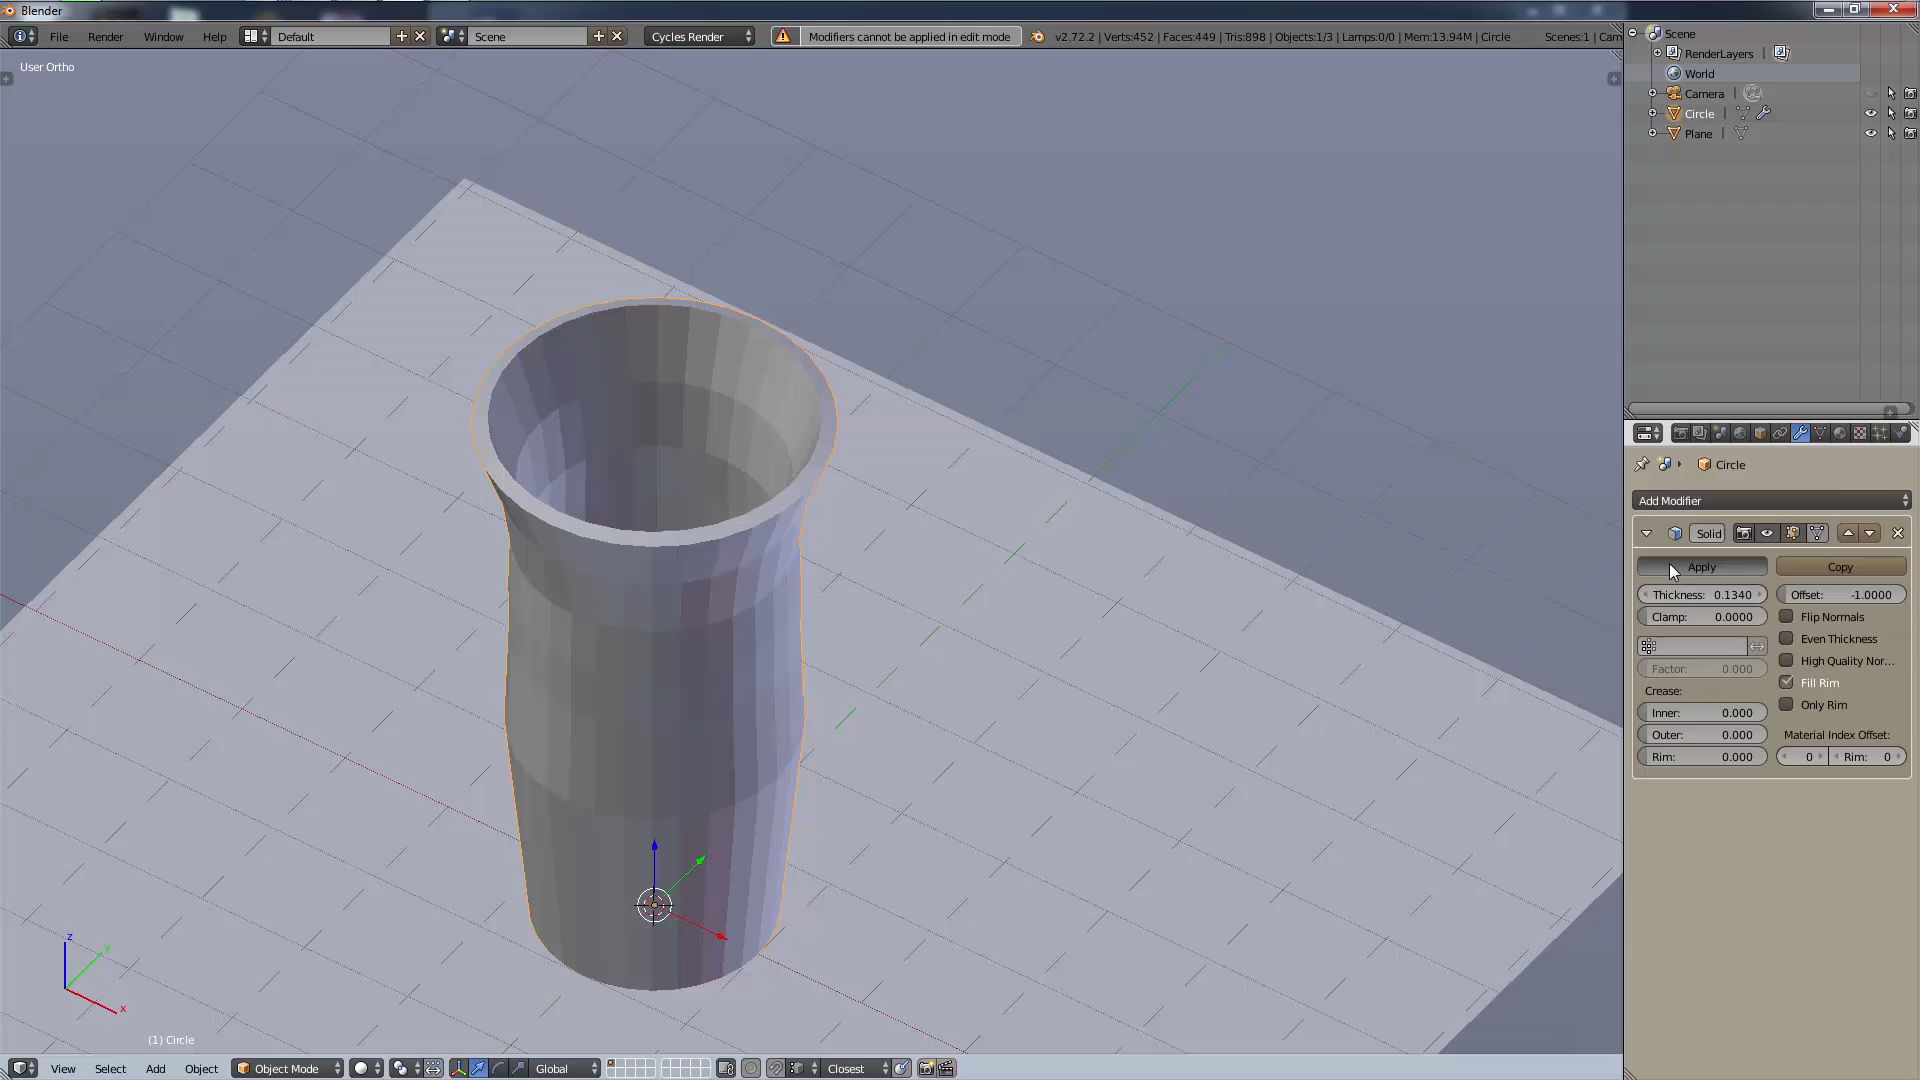 Blender
File Render Window Help Default Scene Cycles Render Modifiers cannot be applied in edit mode v2.72.2 | Verts:452 | Faces:449 | Tris:898 | Objects:1/3 | Lamps:0/0 | Mem:13.94M | Circle Scenes:1 | Cam
User Ortho
Scene
RenderLayers
World
Camera
Circle
Plane
Circle
Add Modifier
Solid
Apply Copy
Thickness: 0.1340 Offset: -1.0000
Clamp: 0.0000 Flip Normals
Even Thickness
High Quality Nor...
Factor: 0.000
Fill Rim
Crease:
Only Rim
Inner: 0.000
Outer: 0.000 Material Index Offset:
Rim: 0.000 0 Rim: 0
z
y
x
(1) Circle
View Select Add Object Object Mode Global Closest